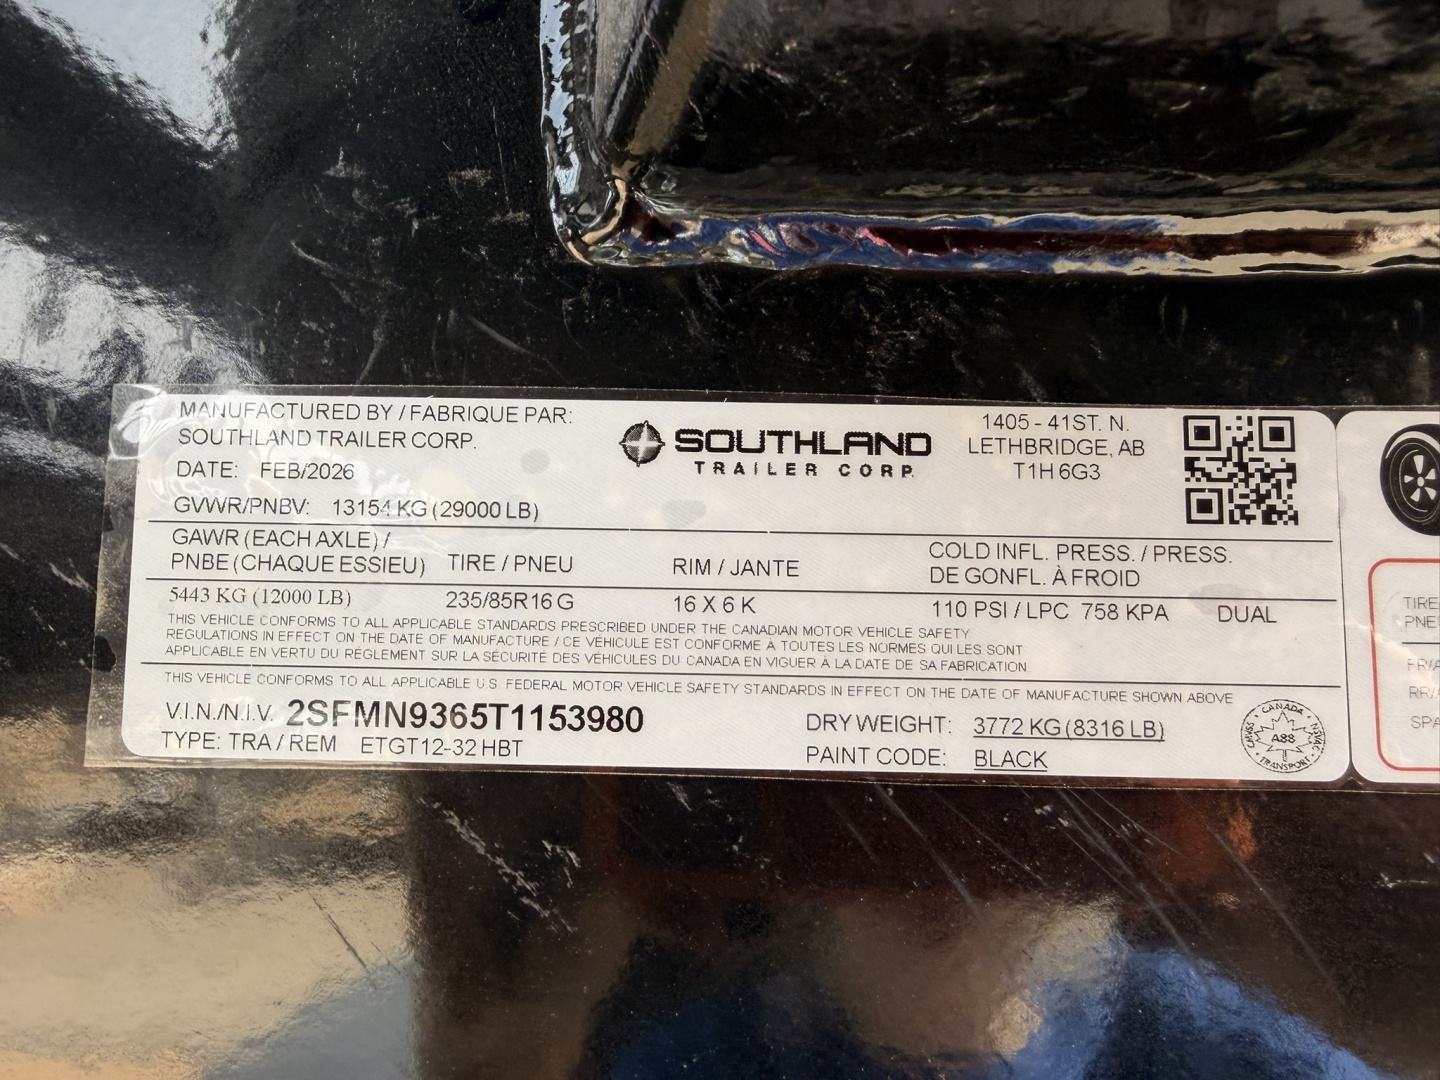 MANUFACTURED BY / FABRIQUE PAR:
SOUTHLAND TRAILER CORP.
DATE: FEB/2026
GVWR/PNBV: 13154 KG (29000 LB)
SOUTHLAND
TRAILER CORP.
1405 - 41ST. N.
LETHBRIDGE, AB
T1H 6G3
GAWR (EACH AXLE) /
PNBE (CHAQUE ESSIEU) TIRE / PNEU RIM / JANTE COLD INFL. PRESS. / PRESS.
DE GONFL. À FROID
5443 KG (12000 LB) 235/85R16 G 16 X 6 K 110 PSI / LPC 758 KPA DUAL
THIS VEHICLE CONFORMS TO ALL APPLICABLE STANDARDS PRESCRIBED UNDER THE CANADIAN MOTOR VEHICLE SAFETY
REGULATIONS IN EFFECT ON THE DATE OF MANUFACTURE / CE VÉHICULE EST CONFORME À TOUTES LES NORMES QUI LES SONT
APPLICABLE EN VERTU DU RÈGLEMENT SUR LA SÉCURITÉ DES VÉHICULES DU CANADA EN VIGUER À LA DATE DE SA FABRICATION
THIS VEHICLE CONFORMS TO ALL APPLICABLE U.S. FEDERAL MOTOR VEHICLE SAFETY STANDARDS IN EFFECT ON THE DATE OF MANUFACTURE SHOWN ABOVE
V.I.N./N.I.V. 2SFMN9365T1153980
TYPE: TRA / REM ETGT12-32 HBT
DRY WEIGHT: 3772 KG (8316 LB)
PAINT CODE: BLACK
CANADA
A88
TRANSPORT
CMVSS
NSVAC
TIRE